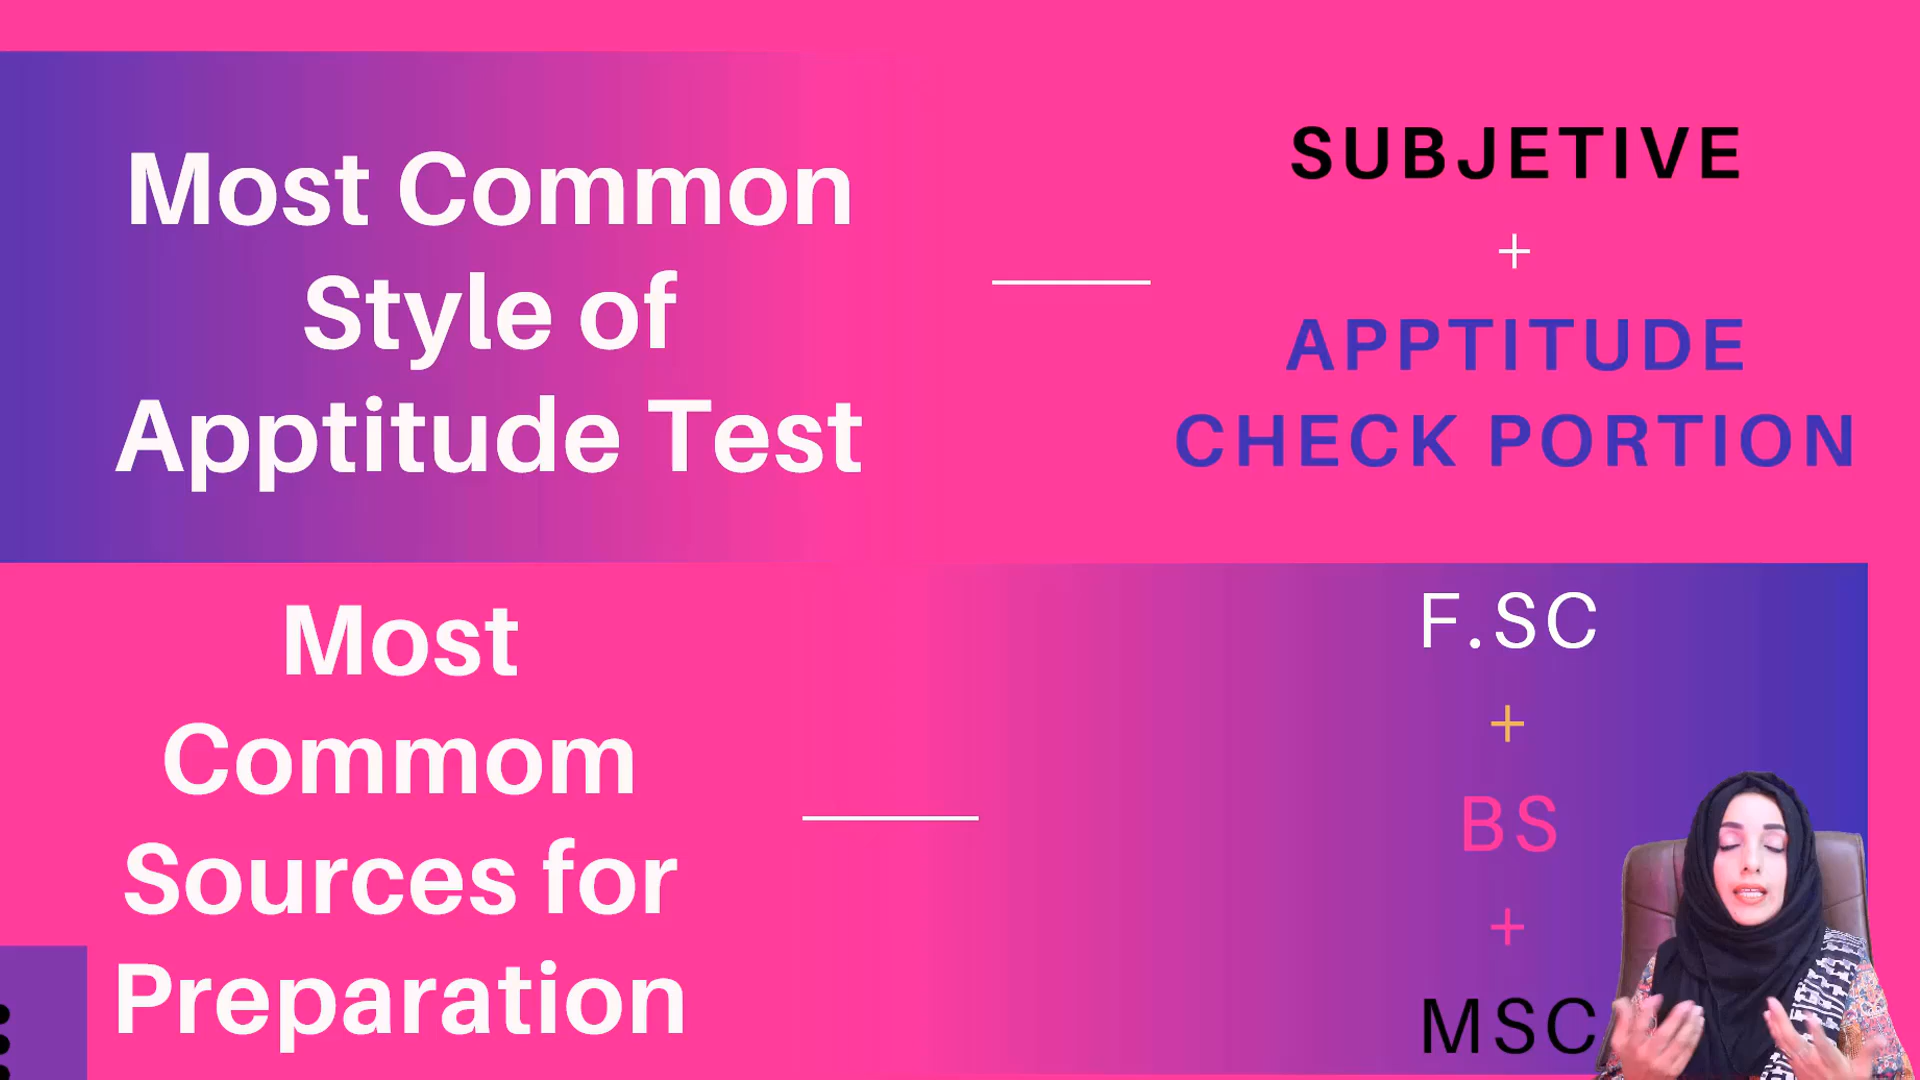 Most Common
Style of
Apptitude Test
SUBJETIVE
+
APPTITUDE
CHECK PORTION
Most
Commom
Sources for
Preparation
F.SC
+
BS
+
MSC